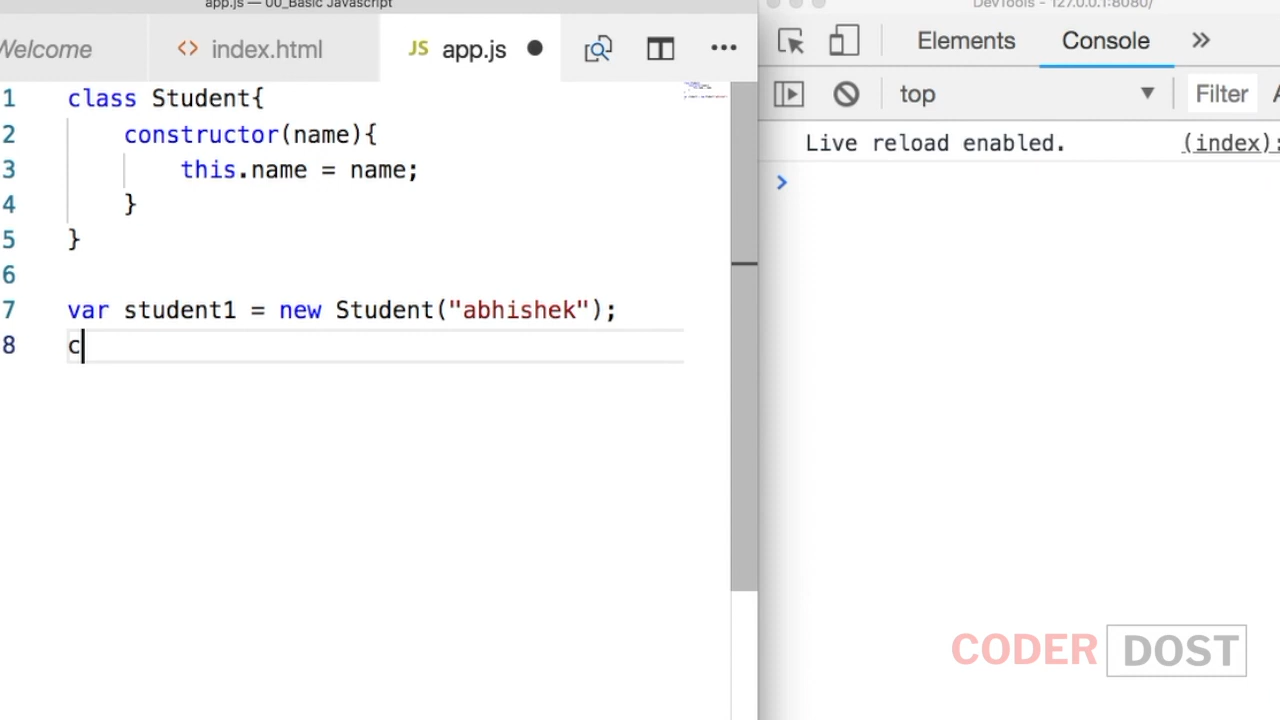 app.js — 00_Basic Javascript
DevTools - 127.0.0.1:8080/
Welcome
<> index.html
JS app.js
Elements
Console
top
Filter
1 class Student{
2 constructor(name){
3 this.name = name;
4 }
5 }
6
7 var student1 = new Student("abhishek");
8 c
Live reload enabled.
(index):
>
CODER DOST